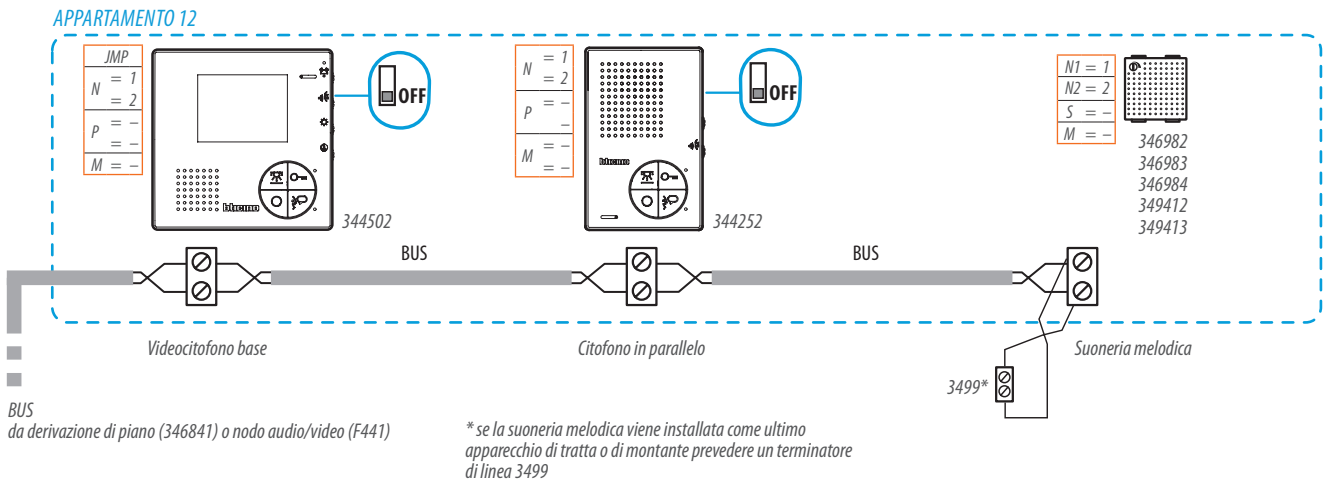 APPARTAMENTO 12
JMP
N = 1
= 2
P = –
= –
M = –
OFF
bticino
344502
N = 1
= 2
P = –
–
M = –
= –
OFF
bticino
344252
N1 = 1
N2 = 2
S = –
M = –
346982
346983
346984
349412
349413
BUS
BUS
Videocitofono base
Citofono in parallelo
Suoneria melodica
3499*
BUS
da derivazione di piano (346841) o nodo audio/video (F441)
* se la suoneria melodica viene installata come ultimo
apparecchio di tratta o di montante prevedere un terminatore
di linea 3499